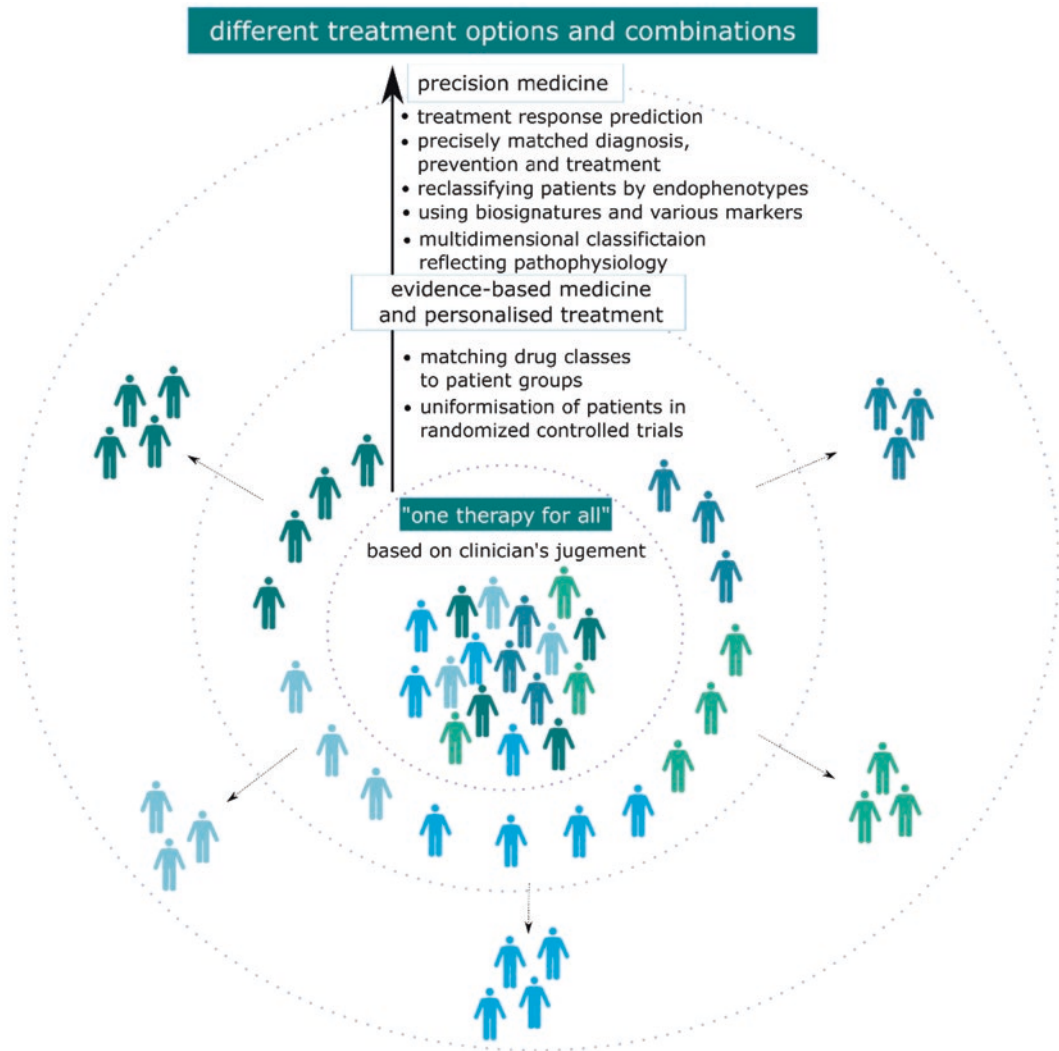 different treatment options and combinations
precision medicine
• treatment response prediction
• precisely matched diagnosis,
prevention and treatment
• reclassifying patients by endophenotypes
• using biosignatures and various markers
• multidimensional classifictaion
reflecting pathophysiology
evidence-based medicine
and personalised treatment
• matching drug classes
to patient groups
• uniformisation of patients in
randomized controlled trials
"one therapy for all"
based on clinician's jugement